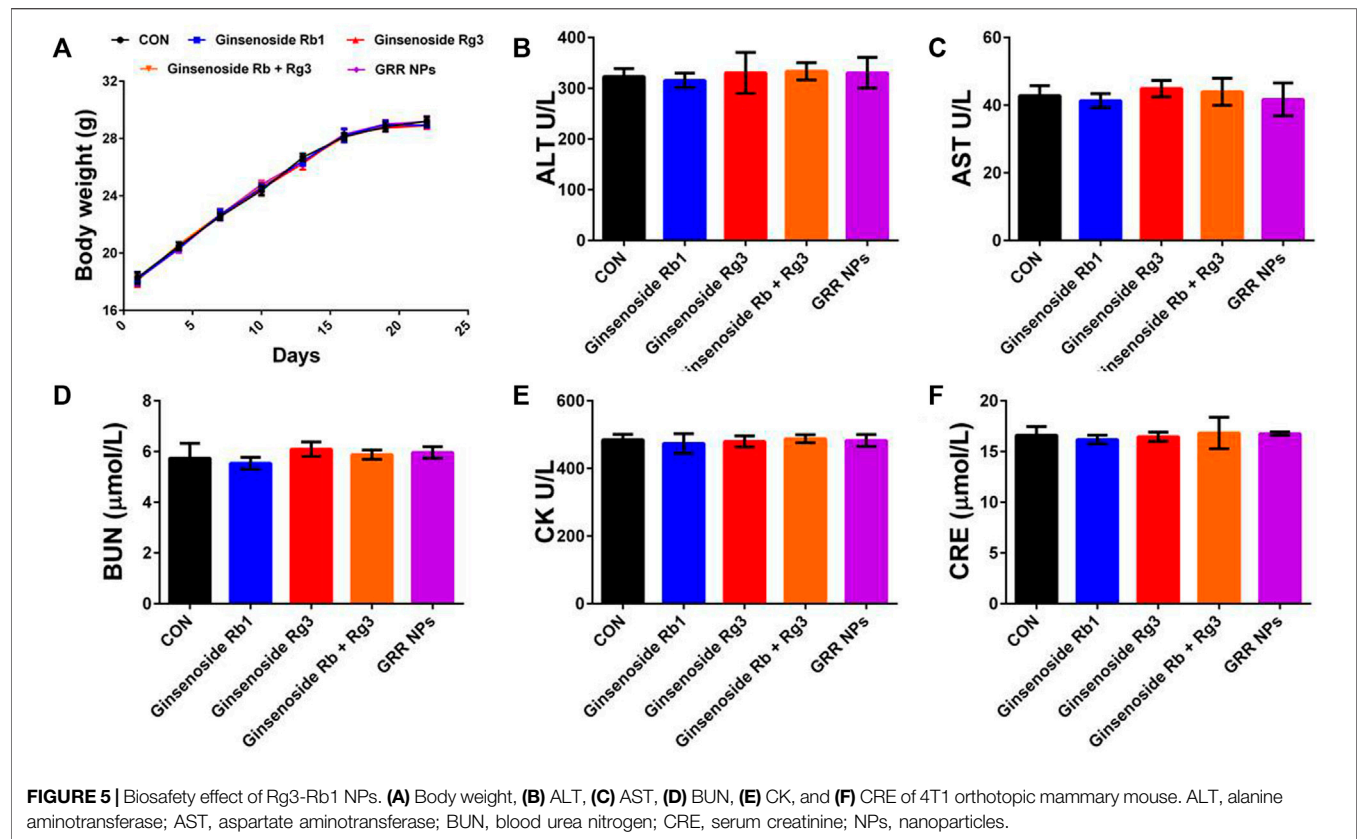 A
CON
Ginsenoside Rb1
Ginsenoside Rg3
Ginsenoside Rb + Rg3
GRR NPs
Body weight (g)
32
28
24
20
16
0
5
10
15
20
25
Days
B
ALT U/L
400
300
200
100
0
CON
Ginsenoside Rb1
Ginsenoside Rg3
insenoside Rb + Rg3
GRR NPs
C
AST U/L
60
40
20
0
CON
Ginsenoside Rb1
Ginsenoside Rg3
insenoside Rb + Rg3
GRR NPs
D
BUN (μmol/L)
8
6
4
2
0
CON
Ginsenoside Rb1
Ginsenoside Rg3
Ginsenoside Rb + Rg3
GRR NPs
E
CK U/L
600
400
200
0
CON
Ginsenoside Rb1
Ginsenoside Rg3
Ginsenoside Rb + Rg3
GRR NPs
F
CRE (μmol/L)
20
15
10
5
0
CON
Ginsenoside Rb1
Ginsenoside Rg3
Ginsenoside Rb + Rg3
GRR NPs
FIGURE 5 | Biosafety effect of Rg3-Rb1 NPs. (A) Body weight, (B) ALT, (C) AST, (D) BUN, (E) CK, and (F) CRE of 4T1 orthotopic mammary mouse. ALT, alanine
aminotransferase; AST, aspartate aminotransferase; BUN, blood urea nitrogen; CRE, serum creatinine; NPs, nanoparticles.